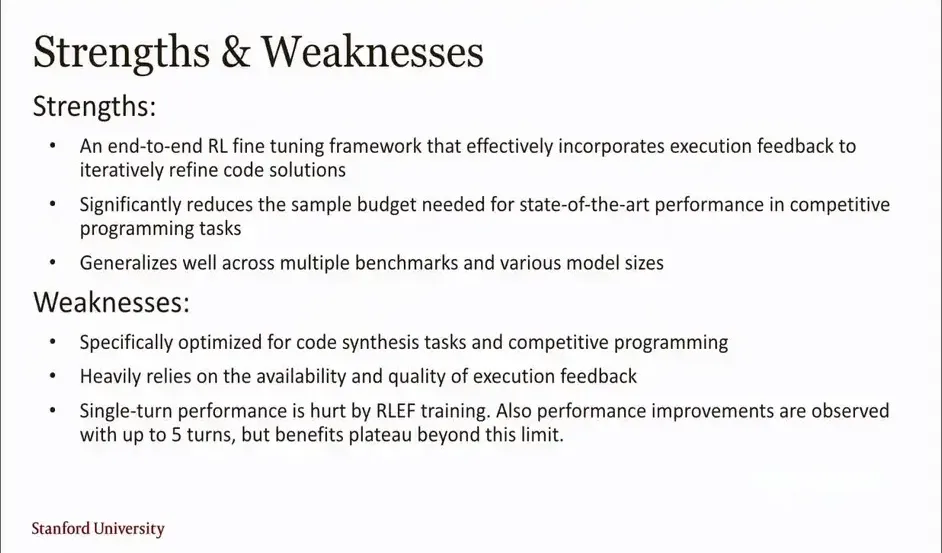 Strengths & Weaknesses
Strengths:
• An end-to-end RL fine tuning framework that effectively incorporates execution feedback to
iteratively refine code solutions
• Significantly reduces the sample budget needed for state-of-the-art performance in competitive
programming tasks
• Generalizes well across multiple benchmarks and various model sizes
Weaknesses:
• Specifically optimized for code synthesis tasks and competitive programming
• Heavily relies on the availability and quality of execution feedback
• Single-turn performance is hurt by RLEF training. Also performance improvements are observed
with up to 5 turns, but benefits plateau beyond this limit.
Stanford University